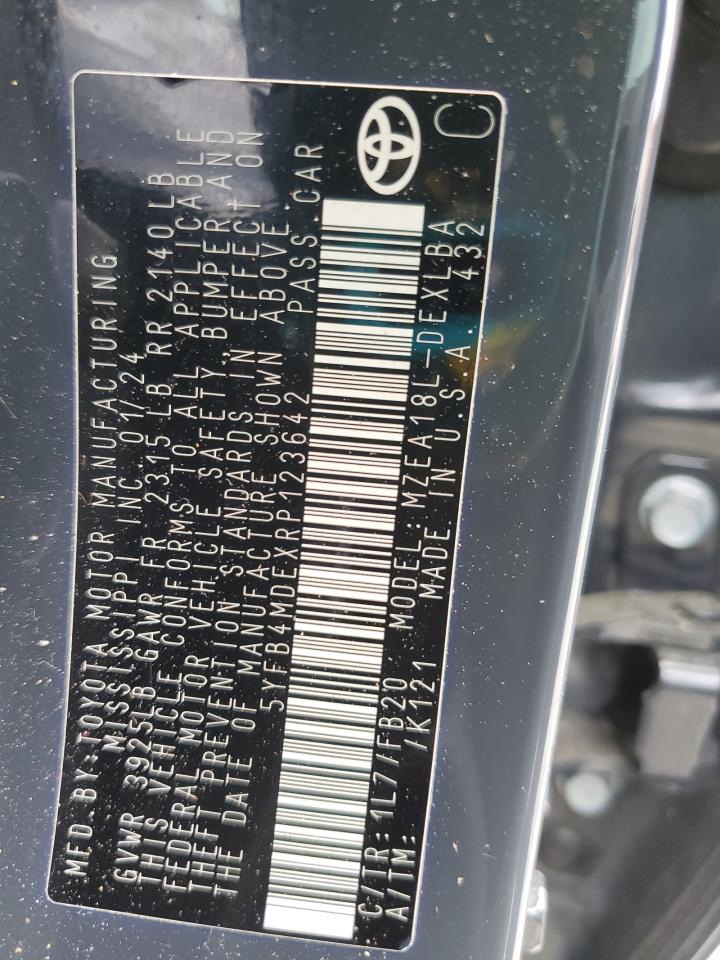 MFD.BY:TOYOTA MOTOR MANUFACTURING
MISSISSIPPI INC 01/24
GVWR 3925LB GAWR FR 2315 LB RR 2140LB
THIS VEHICLE CONFORMS TO ALL APPLICABLE
FEDERAL MOTOR VEHICLE SAFETY, BUMPER AND
THEFT PREVENTION STANDARDS IN EFFECT ON
THE DATE OF MANUFACTURE SHOWN ABOVE.
5YFB4MDEXRP123642 PASS.CAR
C/TR:1L7/FB20 MODEL:MZEA18L-DEXLBA
A/TM: /K121 MADE IN U.S.A. 432
C